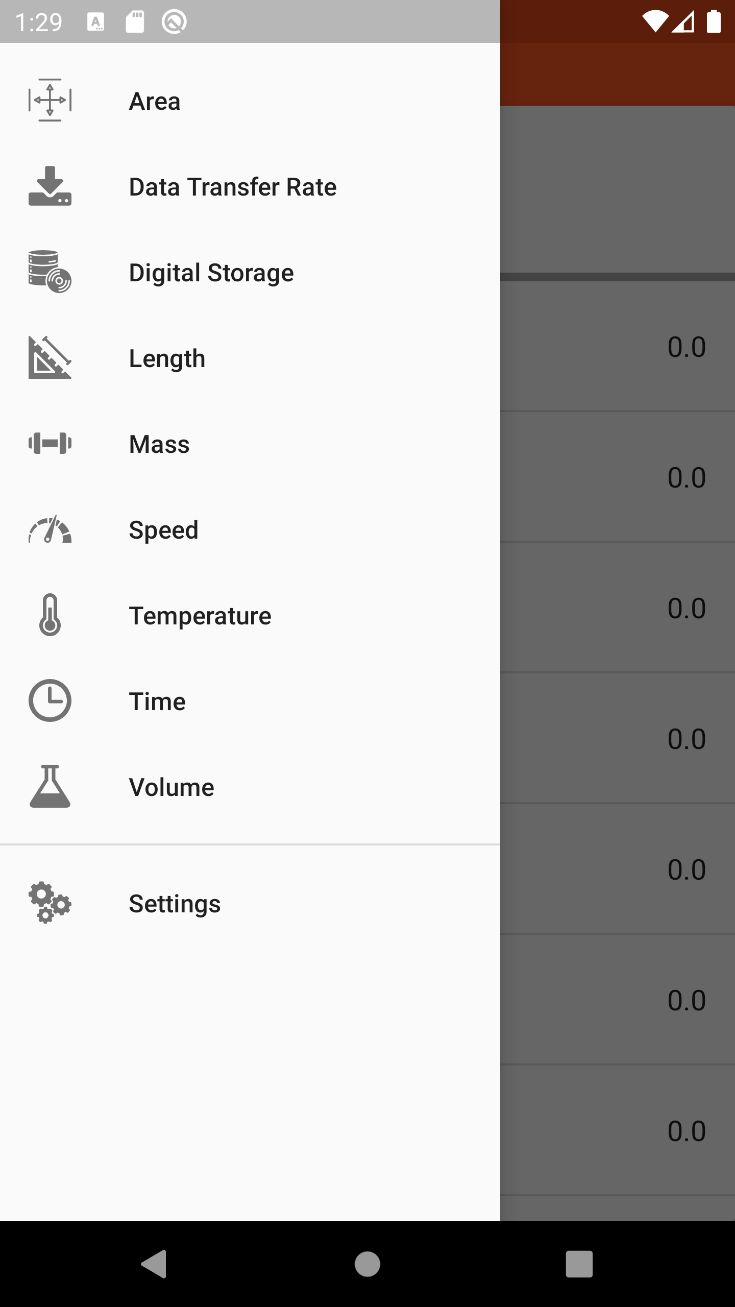 1:29
Area
Data Transfer Rate
Digital Storage
Length
Mass
Speed
Temperature
Time
Volume
Settings
0.0
0.0
0.0
0.0
0.0
0.0
0.0